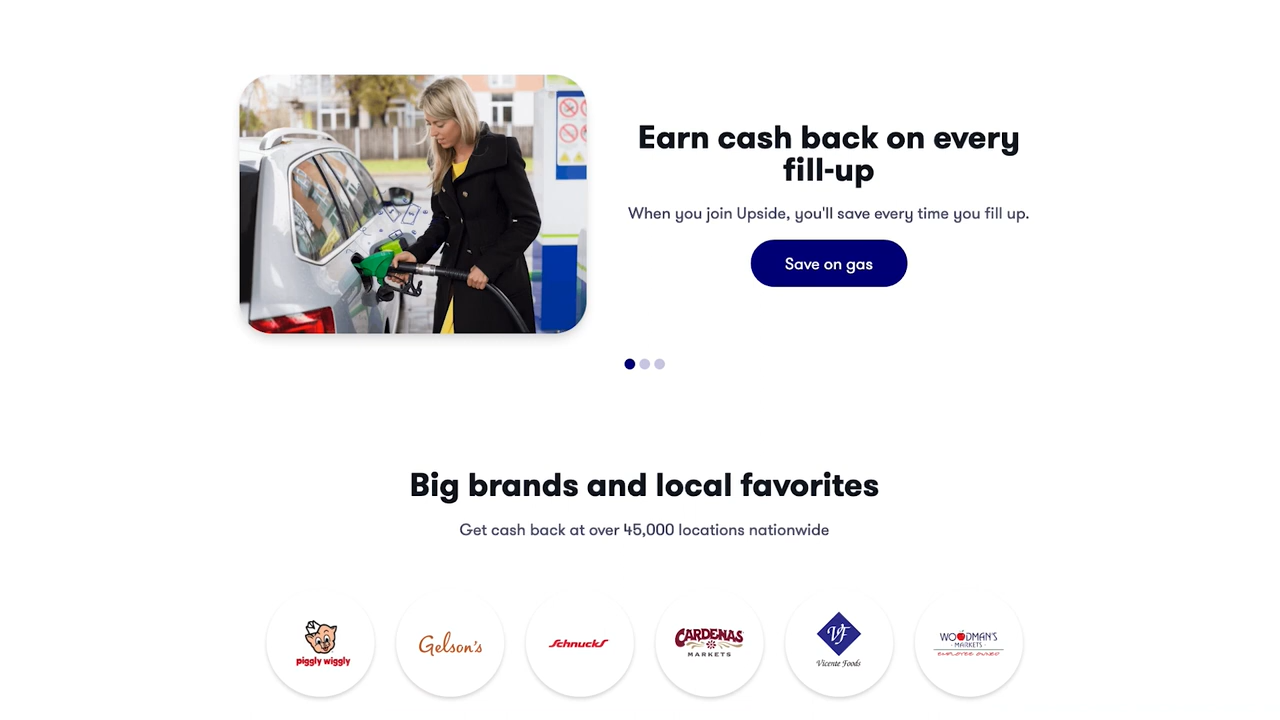 Earn cash back on every
fill-up
When you join Upside, you'll save every time you fill up.
Save on gas
Big brands and local favorites
Get cash back at over 45,000 locations nationwide
piggly wiggly
Gelson's
Schnucks
CARDENAS
MARKETS
VF
Vicente Foods
WOODMAN'S
- MARKETS -
EMPLOYEE OWNED